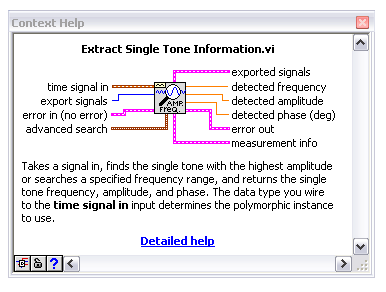 Context Help
Extract Single Tone Information.vi
time signal in
export signals
error in (no error)
advanced search
AMP
FREQ.
exported signals
detected frequency
detected amplitude
detected phase (deg)
error out
measurement info
Takes a signal in, finds the single tone with the highest amplitude
or searches a specified frequency range, and returns the single
tone frequency, amplitude, and phase. The data type you wire
to the time signal in input determines the polymorphic instance
to use.
Detailed help
?